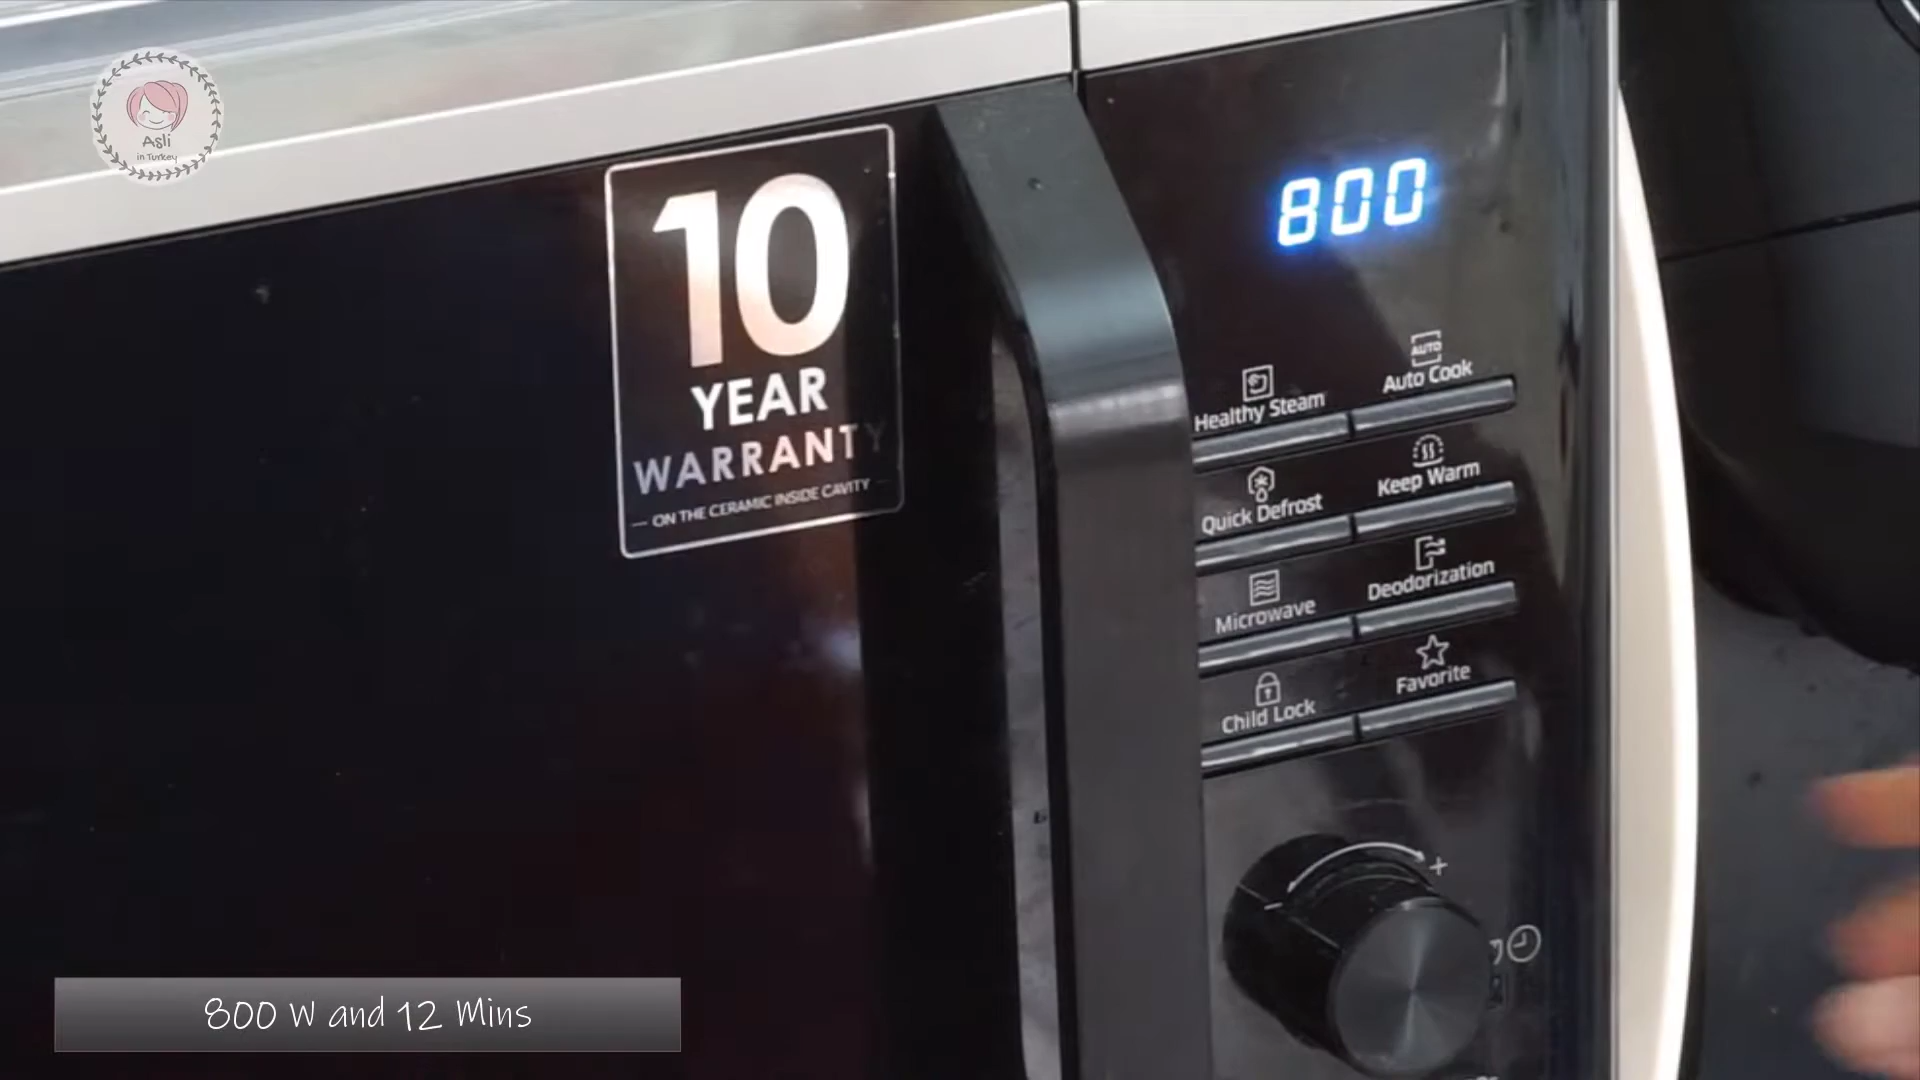 Asli
in Turkey
10
YEAR
WARRANTY
— ON THE CERAMIC INSIDE CAVITY —
800
AUTO
Healthy Steam
Auto Cook
Quick Defrost
Keep Warm
Microwave
Deodorization
Child Lock
Favorite
- +
800 W and 12 Mins